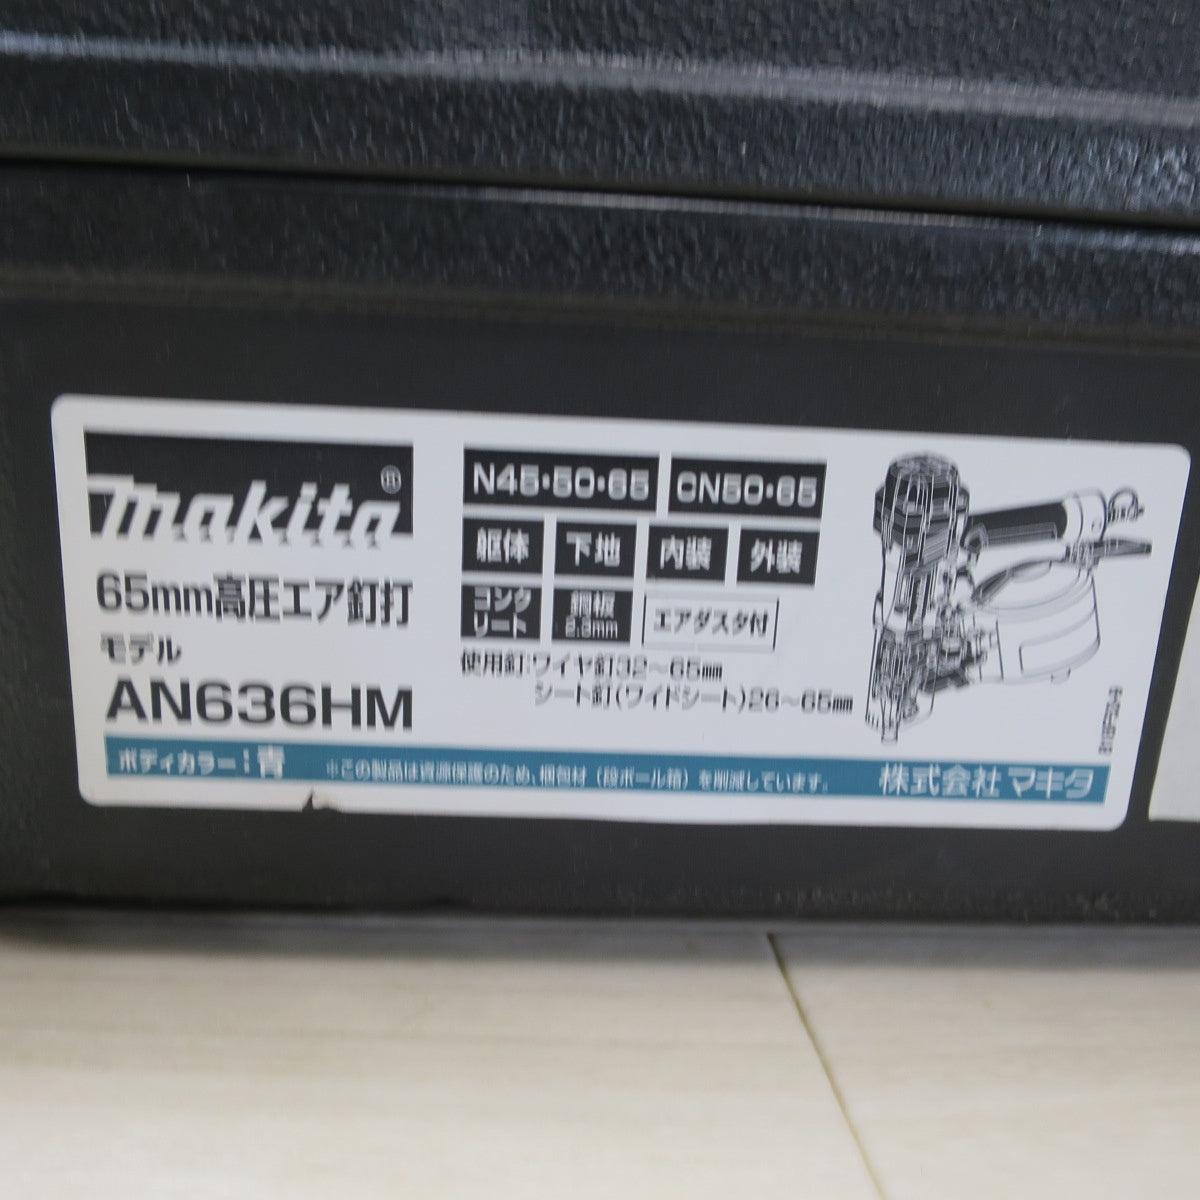 makita®
65mm高圧エア釘打
モデル
AN636HM
N45・50・65 CN50・65
躯体 下地 内装 外装
コンクリート 鋼板2.3mm エアダスタ付
使用釘:ワイヤ釘32~65mm
シート釘(ワイドシート)26~65mm
ボディカラー:青 ※この製品は資源保護のため、梱包材(段ボール箱)を削減しています。 株式会社マキタ